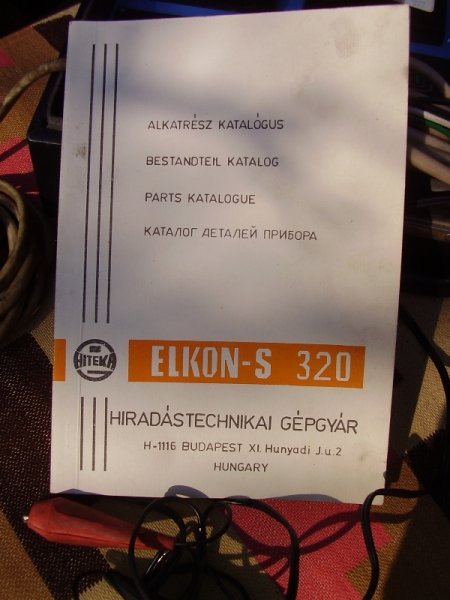 ALKATRÉSZ KATALÓGUS
BESTANDTEIL KATALOG
PARTS KATALOGUE
КАТАЛОГ ДЕТАЛЕЙ ПРИБОРА
HITEKA
ELKON-S 320
HIRADÁSTECHNIKAI GÉPGYÁR
H-1116 BUDAPEST XI. Hunyadi J.u.2
HUNGARY